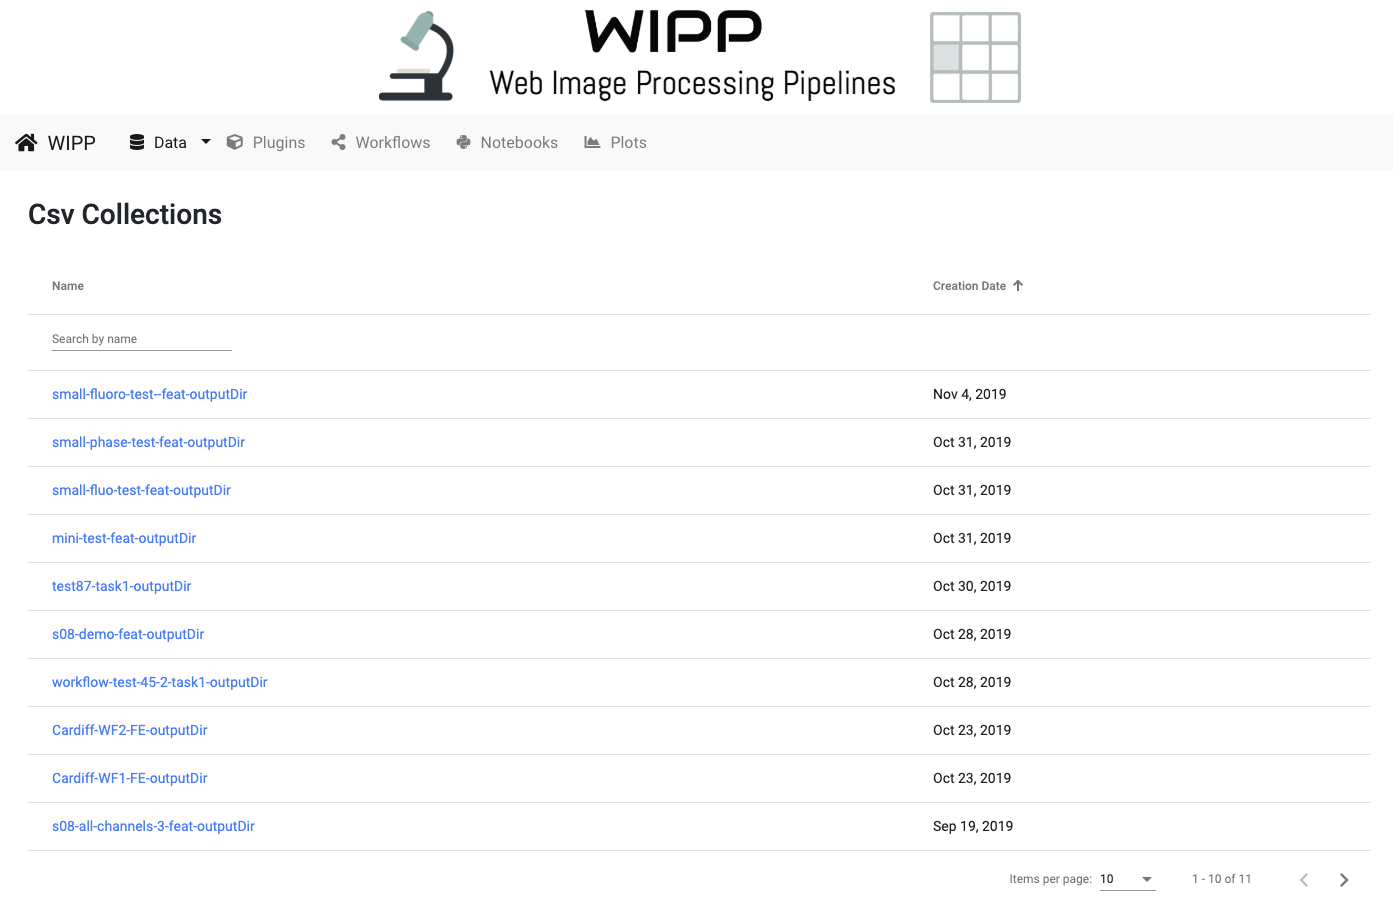 WIPP
Web Image Processing Pipelines
WIPP Data Plugins Workflows Notebooks Plots
Csv Collections
Name Creation Date
Search by name
small-fluoro-test--feat-outputDir Nov 4, 2019
small-phase-test-feat-outputDir Oct 31, 2019
small-fluo-test-feat-outputDir Oct 31, 2019
mini-test-feat-outputDir Oct 31, 2019
test87-task1-outputDir Oct 30, 2019
s08-demo-feat-outputDir Oct 28, 2019
workflow-test-45-2-task1-outputDir Oct 28, 2019
Cardiff-WF2-FE-outputDir Oct 23, 2019
Cardiff-WF1-FE-outputDir Oct 23, 2019
s08-all-channels-3-feat-outputDir Sep 19, 2019
Items per page: 10 1 - 10 of 11